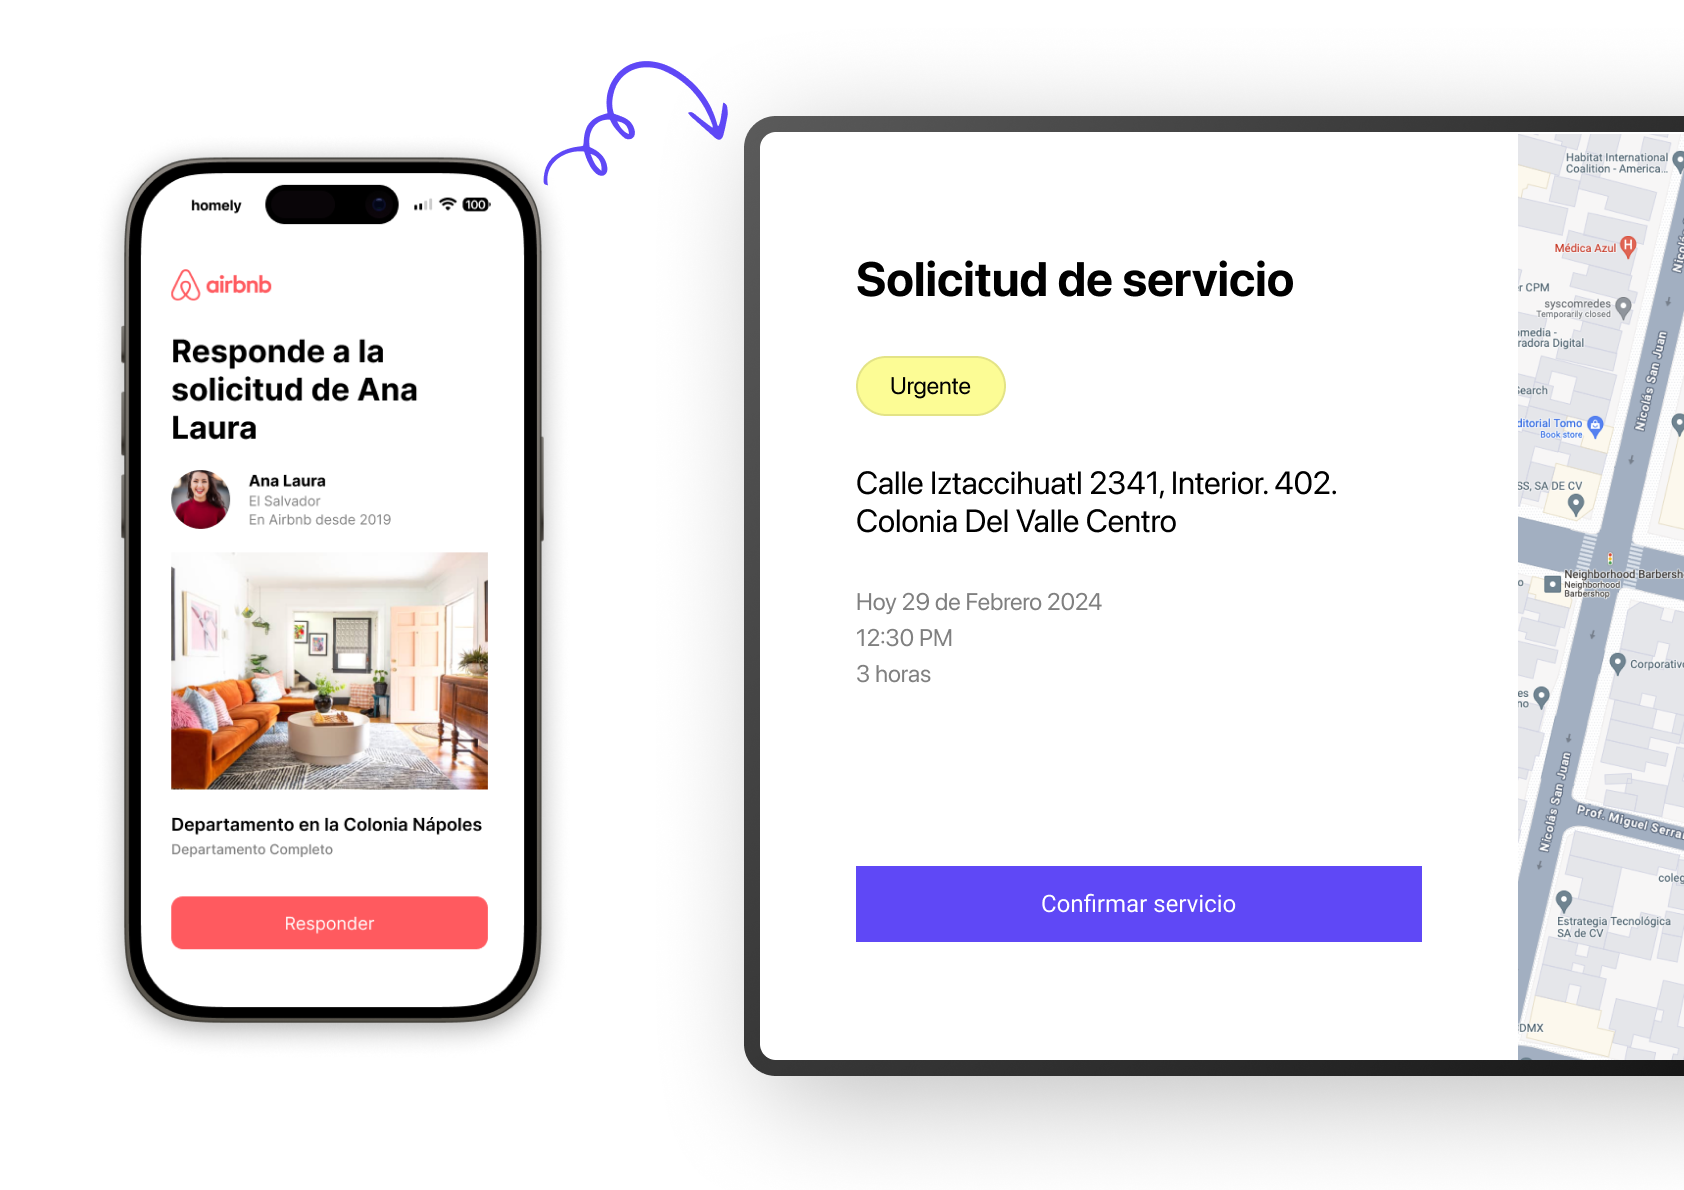 homely
100
airbnb
Responde a la
solicitud de Ana
Laura
Ana Laura
El Salvador
En Airbnb desde 2019
Departamento en la Colonia Nápoles
Departamento Completo
Responder
Solicitud de servicio
Urgente
Calle Iztaccihuatl 2341, Interior. 402.
Colonia Del Valle Centro
Hoy 29 de Febrero 2024
12:30 PM
3 horas
Confirmar servicio
Habitat International
Coalition - America...
Médica Azul
H
r CPM
syscomredes
Temporarily closed
omedia -
radora Digital
Nicolás San Juan
Search
ditorial Tomo
Book store
SS, SA DE CV
Neighborhood Barbersh
Neighborhood
Barbershop
Corporativ
es
no
Nicolás San Juan
Prof. Miguel Serra
coleg
Estrategia Tecnológica
SA de CV
DMX